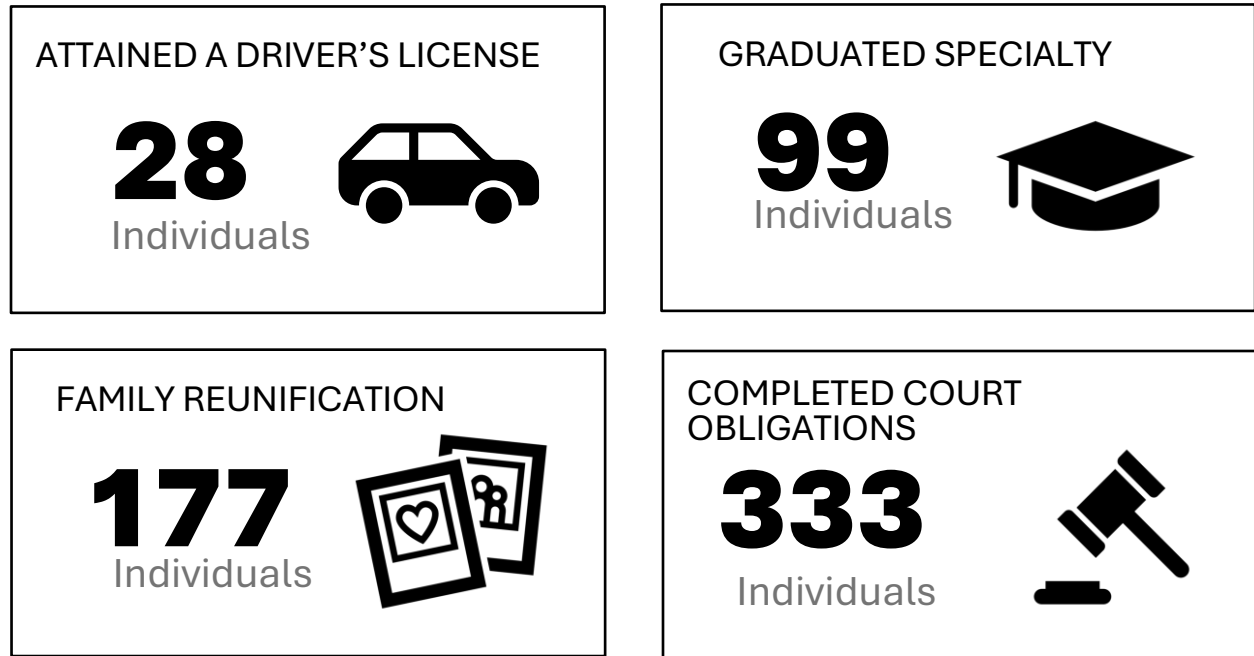 ATTAINED A DRIVER’S LICENSE
28
Individuals
GRADUATED SPECIALTY
99
Individuals
FAMILY REUNIFICATION
177
Individuals
COMPLETED COURT
OBLIGATIONS
333
Individuals